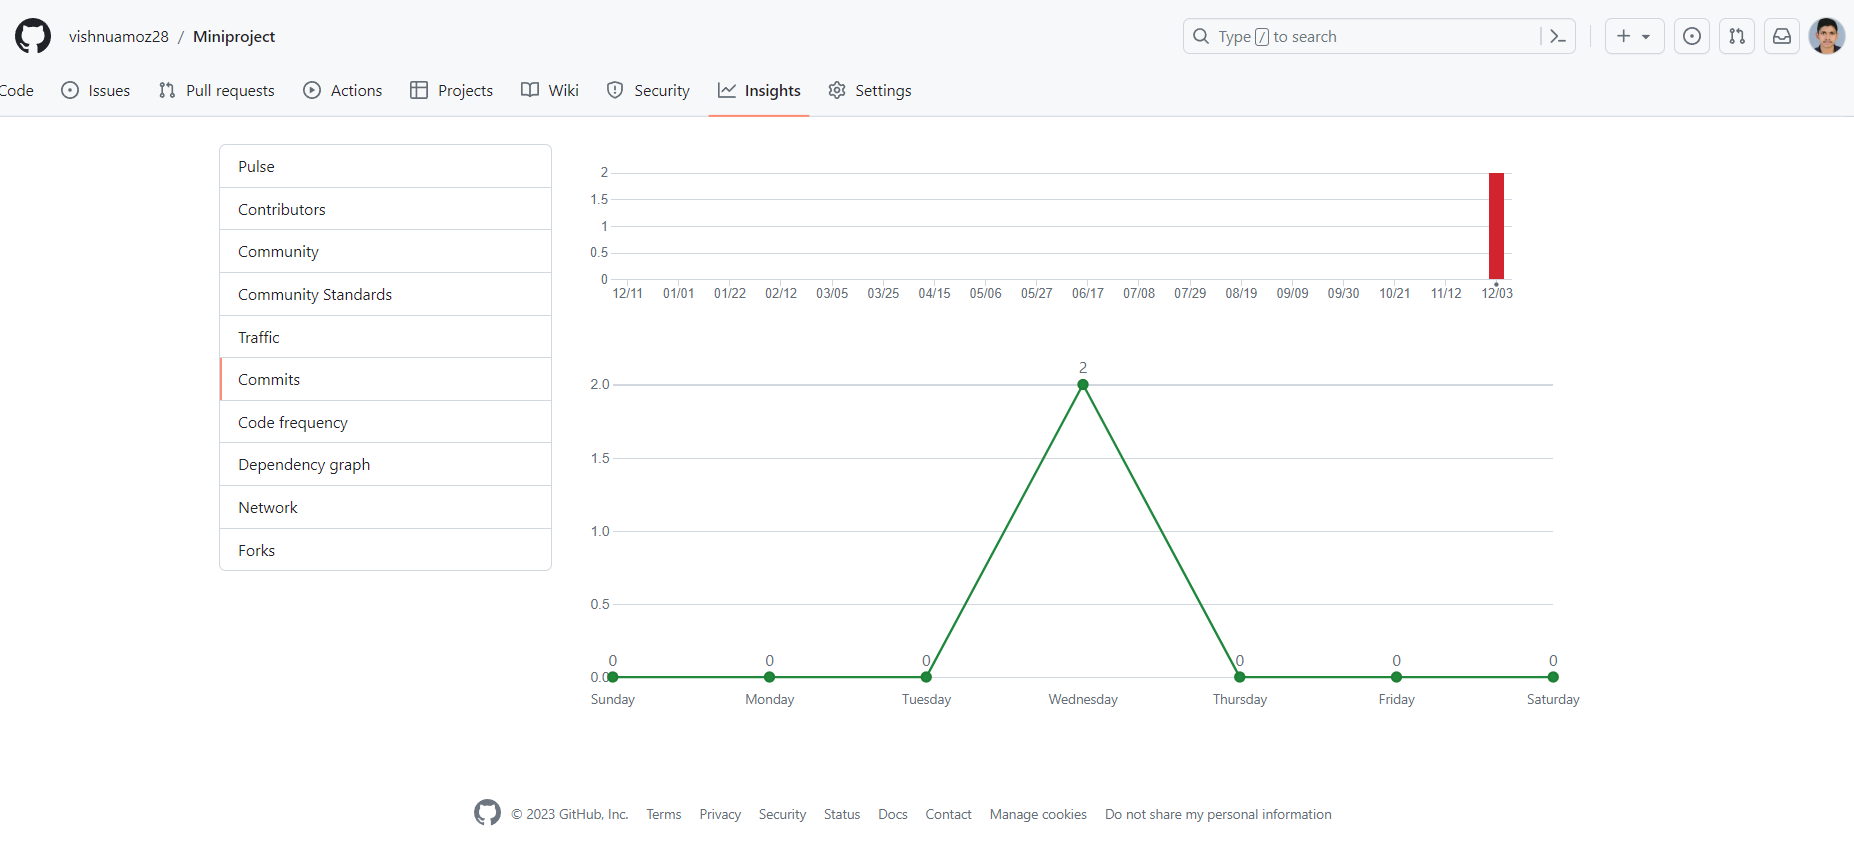 vishnuamoz28 / Miniproject
Type / to search
Code Issues Pull requests Actions Projects Wiki Security Insights Settings
Pulse
Contributors
Community
Community Standards
Traffic
Commits
Code frequency
Dependency graph
Network
Forks
2
1.5
1
0.5
0
12/11 01/01 01/22 02/12 03/05 03/25 04/15 05/06 05/27 06/17 07/08 07/29 08/19 09/09 09/30 10/21 11/12 12/03
2
2.0
1.5
1.0
0.5
0 0 0 0 0 0
0.0
Sunday Monday Tuesday Wednesday Thursday Friday Saturday
© 2023 GitHub, Inc. Terms Privacy Security Status Docs Contact Manage cookies Do not share my personal information